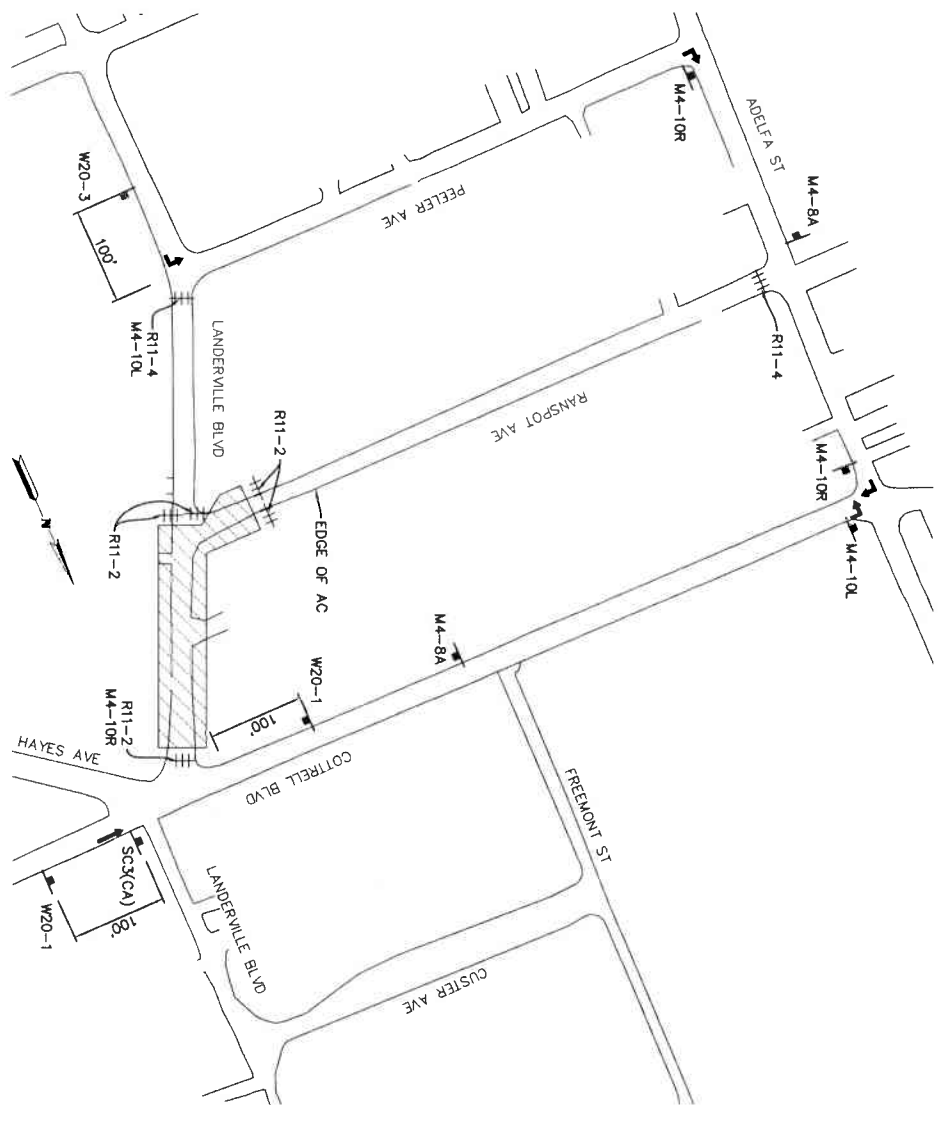 ADELFA ST
M4-10R
M4-8A
W20-3
100'
PEELER AVE
R11-4
M4-10L
LANDERVILLE BLVD
R11-4
RANSPOT AVE
R11-2
M4-10R
M4-10L
EDGE OF AC
R11-2
N
M4-8A
W20-1
100'
R11-2
M4-10R
HAYES AVE
COTTRELL BLVD
FREEMONT ST
SC3(CA)
100'
W20-1
LANDERVILLE BLVD
CUSTER AVE